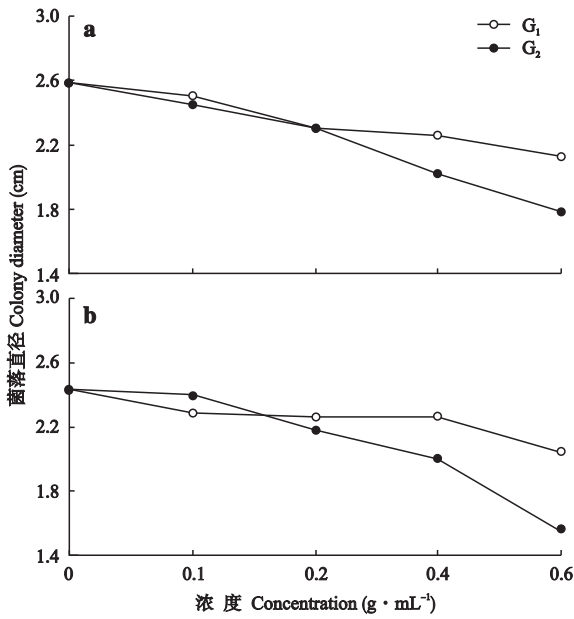 3.0
a
G₁
G₂
2.6
2.2
1.8
1.4
3.0
b
2.6
2.2
1.8
1.4
0 0.1 0.2 0.4 0.6
浓 度 Concentration (g·mL⁻¹)
菌落直径 Colony diameter (cm)